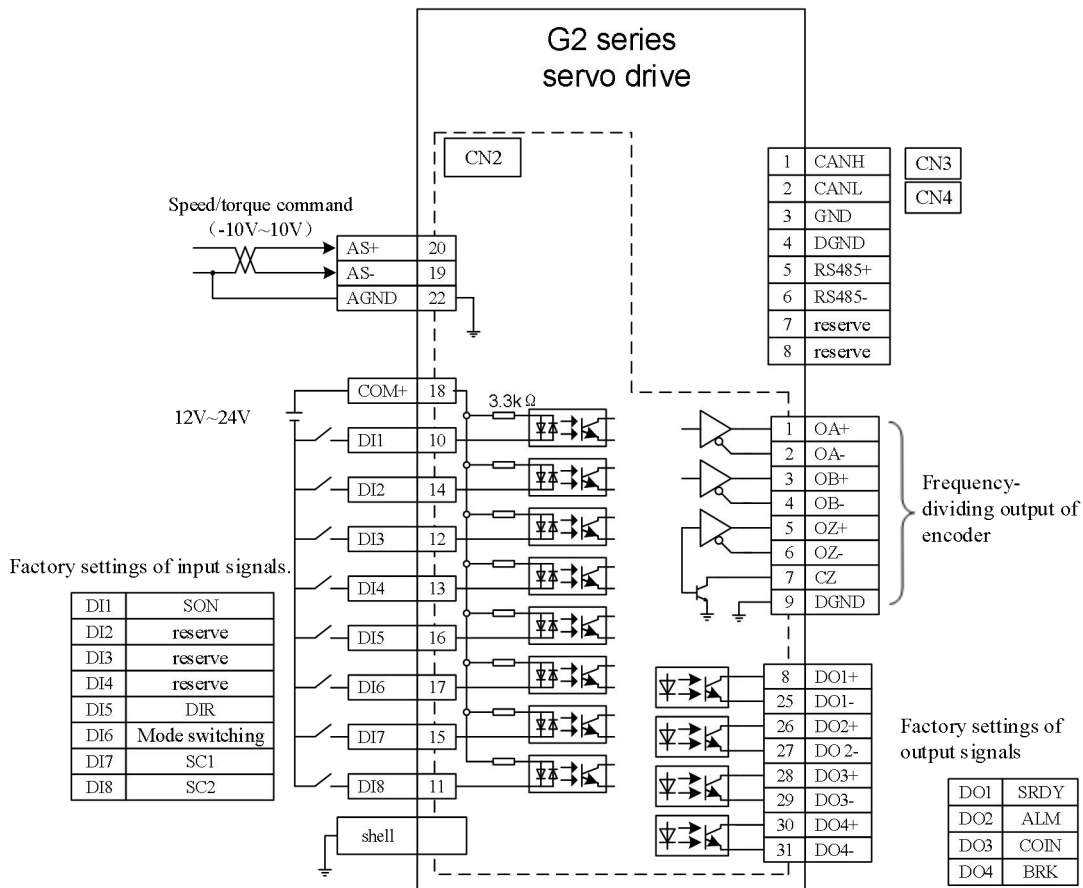 G2 series
servo drive
CN2
Speed/torque command
（-10V~10V）
AS+ 20
AS- 19
AGND 22
1 CANH
2 CANL
3 GND
4 DGND
5 RS485+
6 RS485-
7 reserve
8 reserve
CN3
CN4
12V~24V
COM+ 18
3.3kΩ
DI1 10
DI2 14
DI3 12
DI4 13
DI5 16
DI6 17
DI7 15
DI8 11
shell
Factory settings of input signals.
DI1 SON
DI2 reserve
DI3 reserve
DI4 reserve
DI5 DIR
DI6 Mode switching
DI7 SC1
DI8 SC2
1 OA+
2 OA-
3 OB+
4 OB-
5 OZ+
6 OZ-
7 CZ
9 DGND
Frequency-
dividing output of
encoder
8 DO1+
25 DO1-
26 DO2+
27 DO 2-
28 DO3+
29 DO3-
30 DO4+
31 DO4-
Factory settings of
output signals
DO1 SRDY
DO2 ALM
DO3 COIN
DO4 BRK